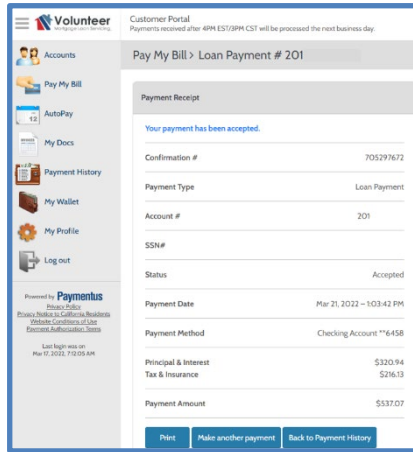 Volunteer
Mortgage Loan Servicing
Customer Portal
Payments received after 4PM EST/3PM CST will be processed the next business day.
Accounts
Pay My Bill
AutoPay
My Docs
Payment History
My Wallet
My Profile
Log out
Powered by Paymentus
Privacy Policy
Privacy Notice to California Residents
Website Conditions of Use
Payment Authorization Terms
Last login was on
Mar 17, 2022, 7:12:05 AM
Pay My Bill > Loan Payment # 201
Payment Receipt
Your payment has been accepted.
Confirmation # 705297672
Payment Type Loan Payment
Account # 201
SSN#
Status Accepted
Payment Date Mar 21, 2022 – 1:03:42 PM
Payment Method Checking Account **6458
Principal & Interest $320.94
Tax & Insurance $216.13
Payment Amount $537.07
Print Make another payment Back to Payment History